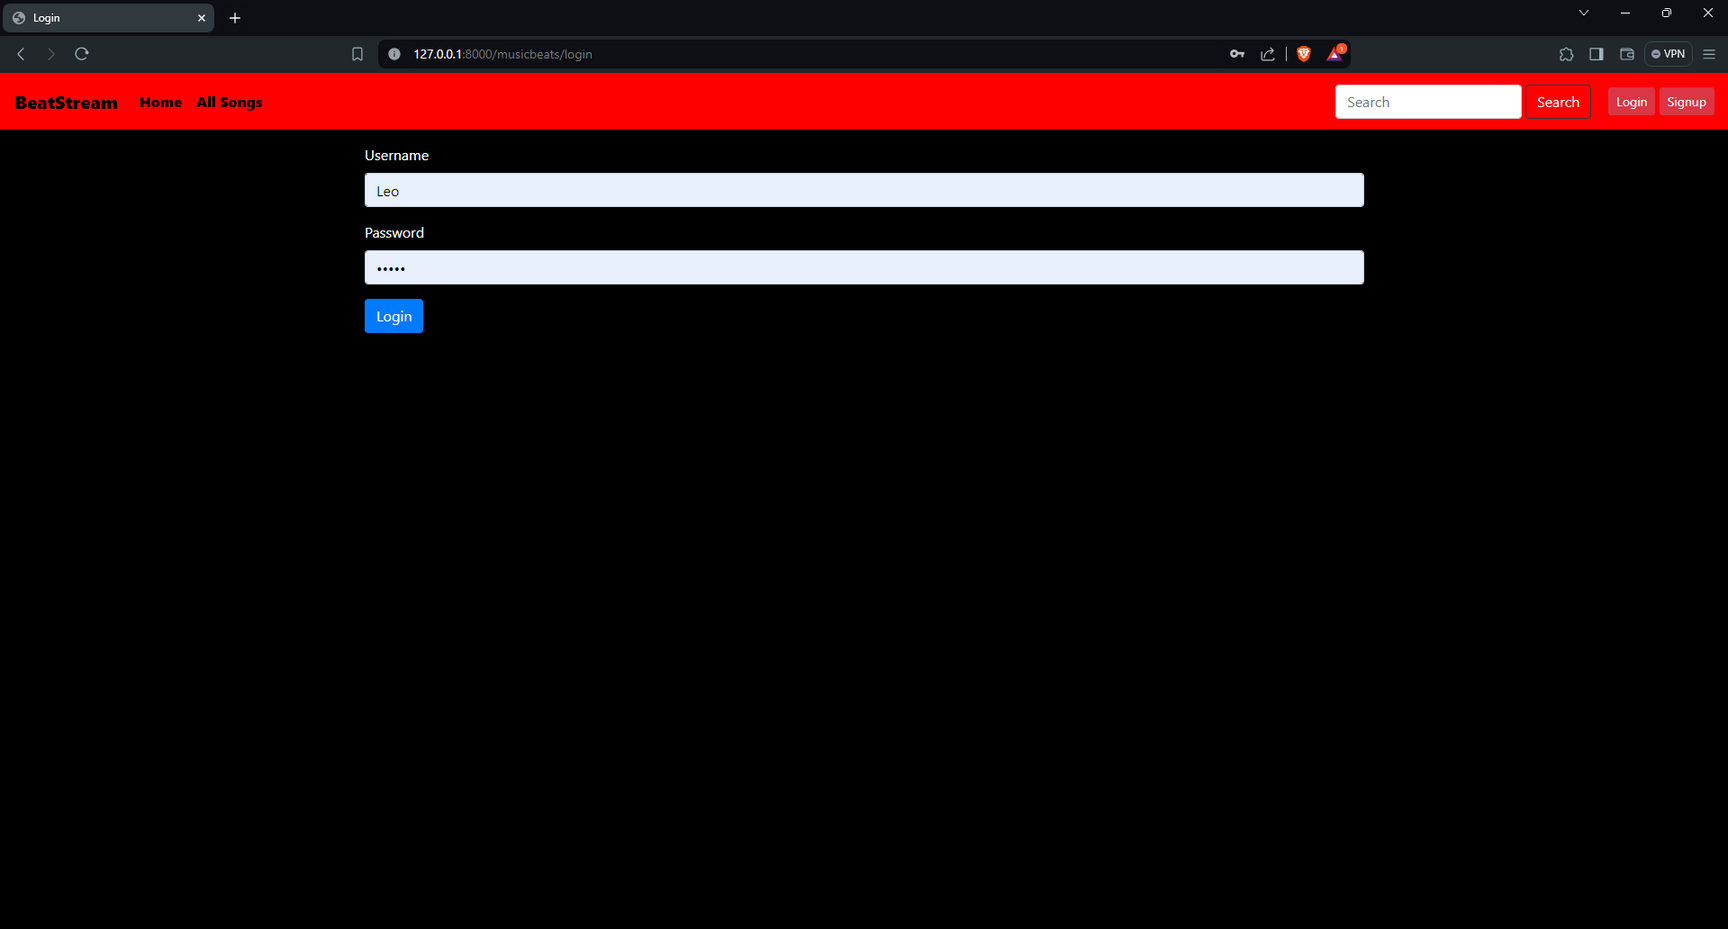 Login
127.0.0.1:8000/musicbeats/login
1
VPN
BeatStream Home All Songs Search Search Login Signup
Username
Leo
Password
•••••
Login